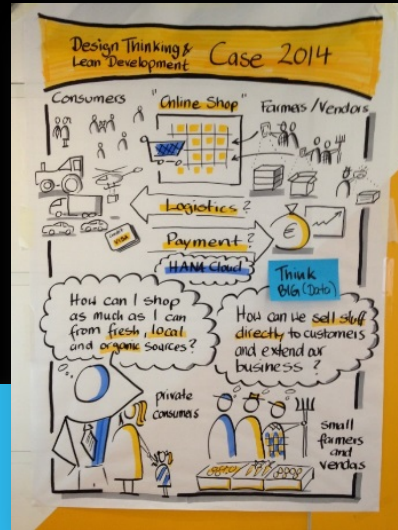 Design Thinking &
Lean Development
Case 2014
Consumers
"Online Shop"
Farmers/Vendors
Logistics?
VISA
Payment?
€
HANA Cloud
Think
BIG (Data)
How can I shop
as much as I can
from fresh, local
and organic sources?
How can we sell stuff
directly to customers
and extend our
business?
private
consumers
small
farmers
and
vendas